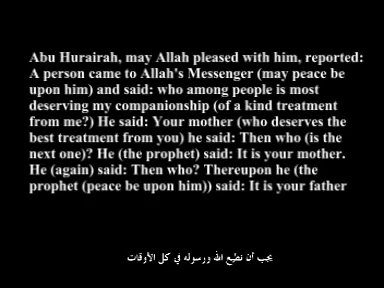 Abu Hurairah, may Allah pleased with him, reported:
A person came to Allah's Messenger (may peace be
upon him) and said: who among people is most
deserving my companionship (of a kind treatment
from me?) He said: Your mother (who deserves the
best treatment from you) he said: Then who (is the
next one)? He (the prophet) said: It is your mother.
He (again) said: Then who? Thereupon he (the
prophet (peace be upon him)) said: It is your father
يجب أن نطيع الله ورسوله في كل الأوقات